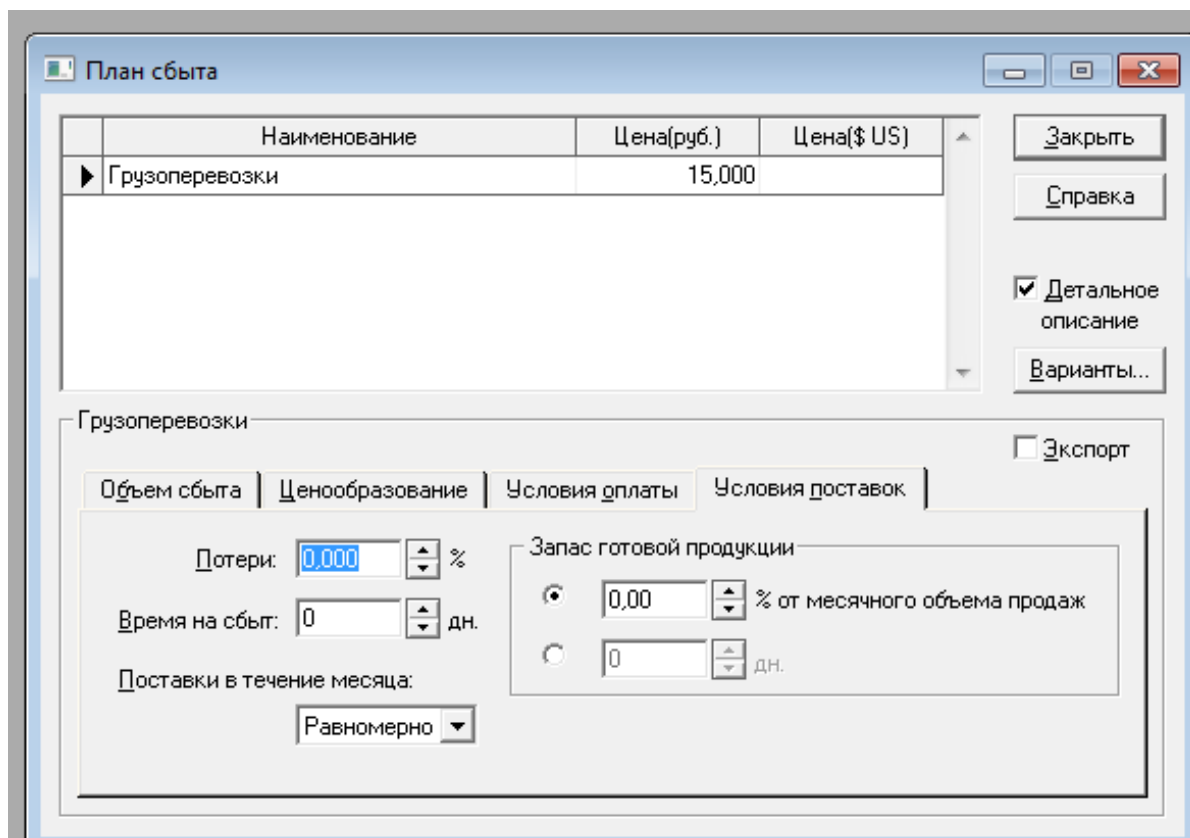 План сбыта
Наименование Цена(руб.) Цена($ US)
Грузоперевозки 15,000
Закрыть
Справка
Детальное
описание
Варианты...
Грузоперевозки
Экспорт
Объем сбыта Ценообразование Условия оплаты Условия поставок
Потери: 0,000 %
Время на сбыт: 0 дн.
Поставки в течение месяца:
Равномерно
Запас готовой продукции
0,00 % от месячного объема продаж
0 дн.